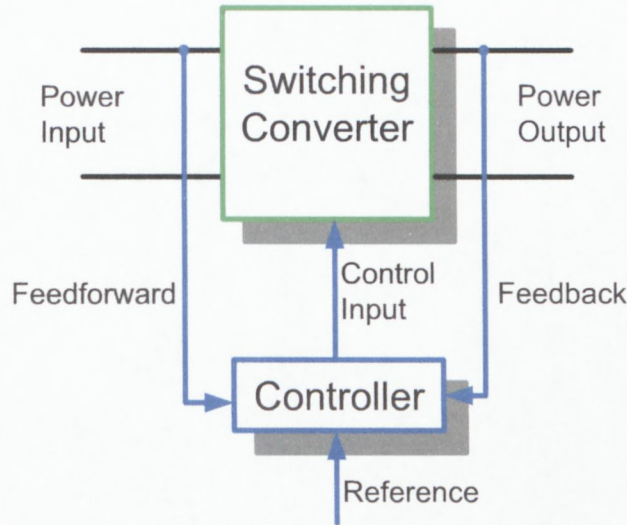 Switching
Converter
Power
Input
Power
Output
Feedforward
Control
Input
Feedback
Controller
Reference